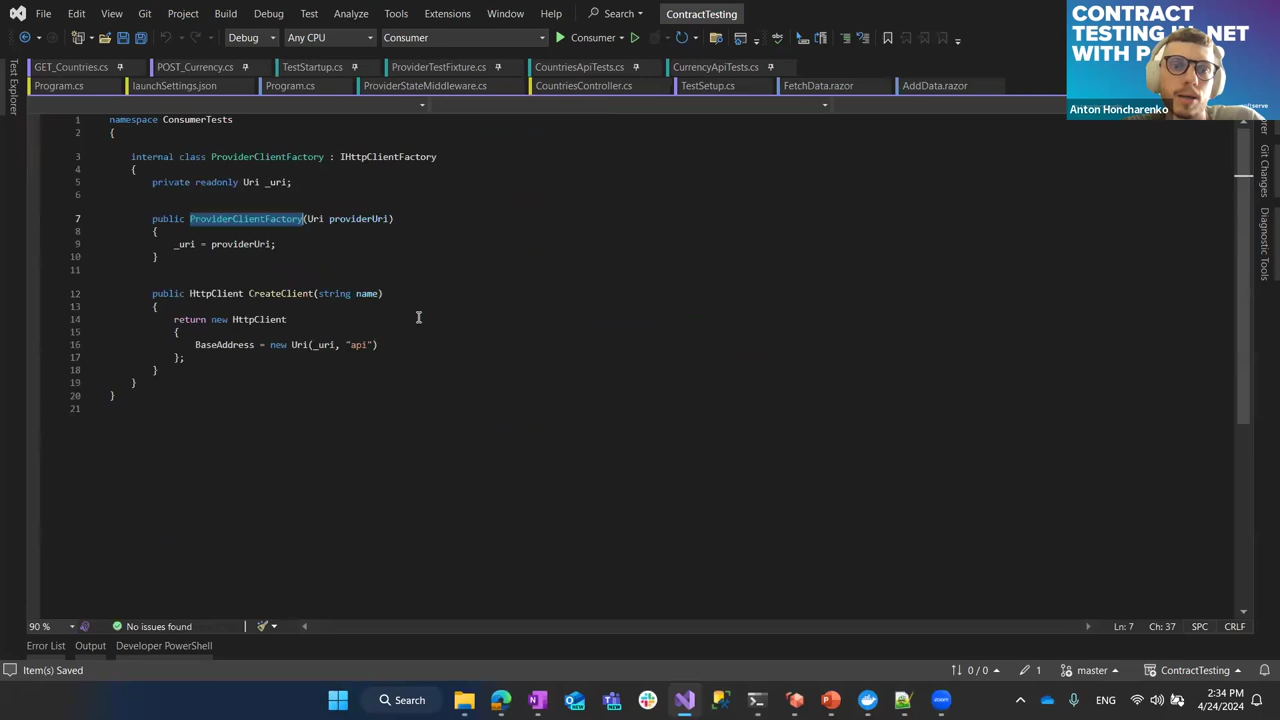 File Edit View Git Project Build Debug Test Analyze Tools Extensions Window Help Search ContractTesting
Debug Any CPU Consumer Consumer
GET_Countries.cs POST_Currency.cs TestStartup.cs ProviderTestFixture.cs CountriesApiTests.cs CurrencyApiTests.cs
Program.cs launchSettings.json Program.cs ProviderStateMiddleware.cs CountriesController.cs TestSetup.cs FetchData.razor AddData.razor
CONTRACT
TESTING IN .NET
WITH
Anton Honcharenko
softserve
Test Explorer
Git Changes
Diagnostic Tools
1 namespace ConsumerTests
2 {
3 internal class ProviderClientFactory : IHttpClientFactory
4 {
5 private readonly Uri _uri;
6
7 public ProviderClientFactory(Uri providerUri)
8 {
9 _uri = providerUri;
10 }
11
12 public HttpClient CreateClient(string name)
13 {
14 return new HttpClient
15 {
16 BaseAddress = new Uri(_uri, "api")
17 };
18 }
19 }
20 }
21
90 % No issues found Ln: 7 Ch: 37 SPC CRLF
Error List Output Developer PowerShell
Item(s) Saved 0 / 0 1 master ContractTesting
Search ENG 2:34 PM
4/24/2024